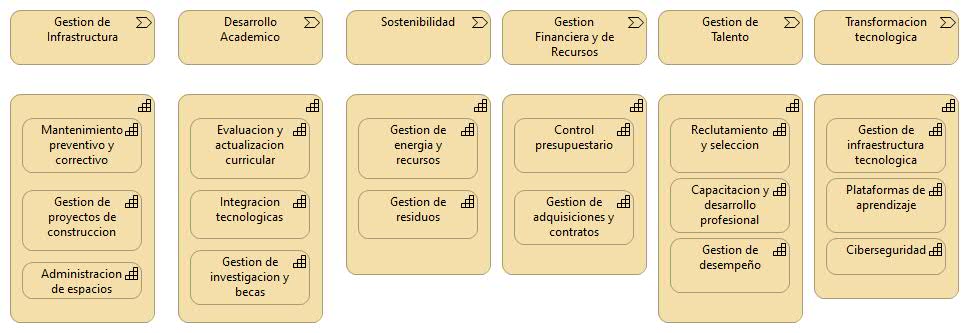 Gestion de
Infrastructura
Desarrollo
Academico
Sostenibilidad
Gestion
Financiera y de
Recursos
Gestion de
Talento
Transformacion
tecnologica
Mantenimiento
preventivo y
correctivo
Gestion de
proyectos de
construccion
Administracion
de espacios
Evaluacion y
actualizacion
curricular
Integracion
tecnologicas
Gestion de
investigacion y
becas
Gestion de
energia y
recursos
Gestion de
residuos
Control
presupuestario
Gestion de
adquisiciones y
contratos
Reclutamiento
y seleccion
Capacitacion y
desarrollo
profesional
Gestion de
desempeño
Gestion de
infraestructura
tecnologica
Plataformas de
aprendizaje
Ciberseguridad